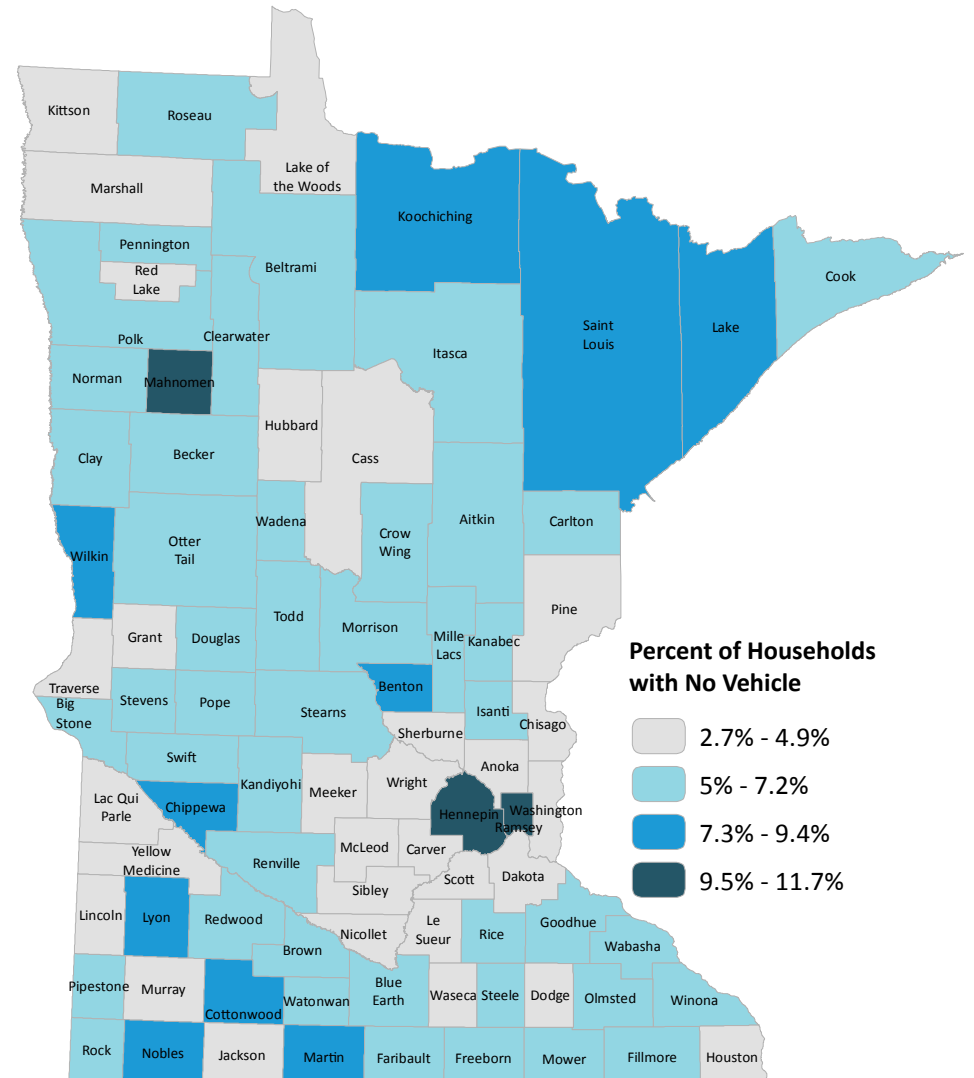 Kittson
Roseau
Lake of
the Woods
Marshall
Koochiching
Pennington
Beltrami
Red
Lake
Cook
Saint
Louis
Lake
Polk
Clearwater
Itasca
Norman
Mahnomen
Hubbard
Cass
Clay
Becker
Wadena
Aitkin
Carlton
Crow
Wing
Otter
Tail
Wilkin
Pine
Todd
Morrison
Grant
Douglas
Mille
Lacs
Kanabec
Percent of Households
with No Vehicle
Traverse
Benton
Big
Stone
Stevens
Pope
Stearns
Isanti
Chisago
Sherburne
2.7% - 4.9%
Swift
Anoka
Kandiyohi
Wright
Meeker
5% - 7.2%
Lac Qui
Parle
Chippewa
Hennepin
Washington
Ramsey
7.3% - 9.4%
McLeod
Carver
Yellow
Medicine
Renville
Scott
Dakota
9.5% - 11.7%
Sibley
Lincoln
Lyon
Redwood
Nicollet
Le
Sueur
Rice
Goodhue
Wabasha
Brown
Pipestone
Murray
Cottonwood
Watonwan
Blue
Earth
Waseca
Steele
Dodge
Olmsted
Winona
Rock
Nobles
Jackson
Martin
Faribault
Freeborn
Mower
Fillmore
Houston